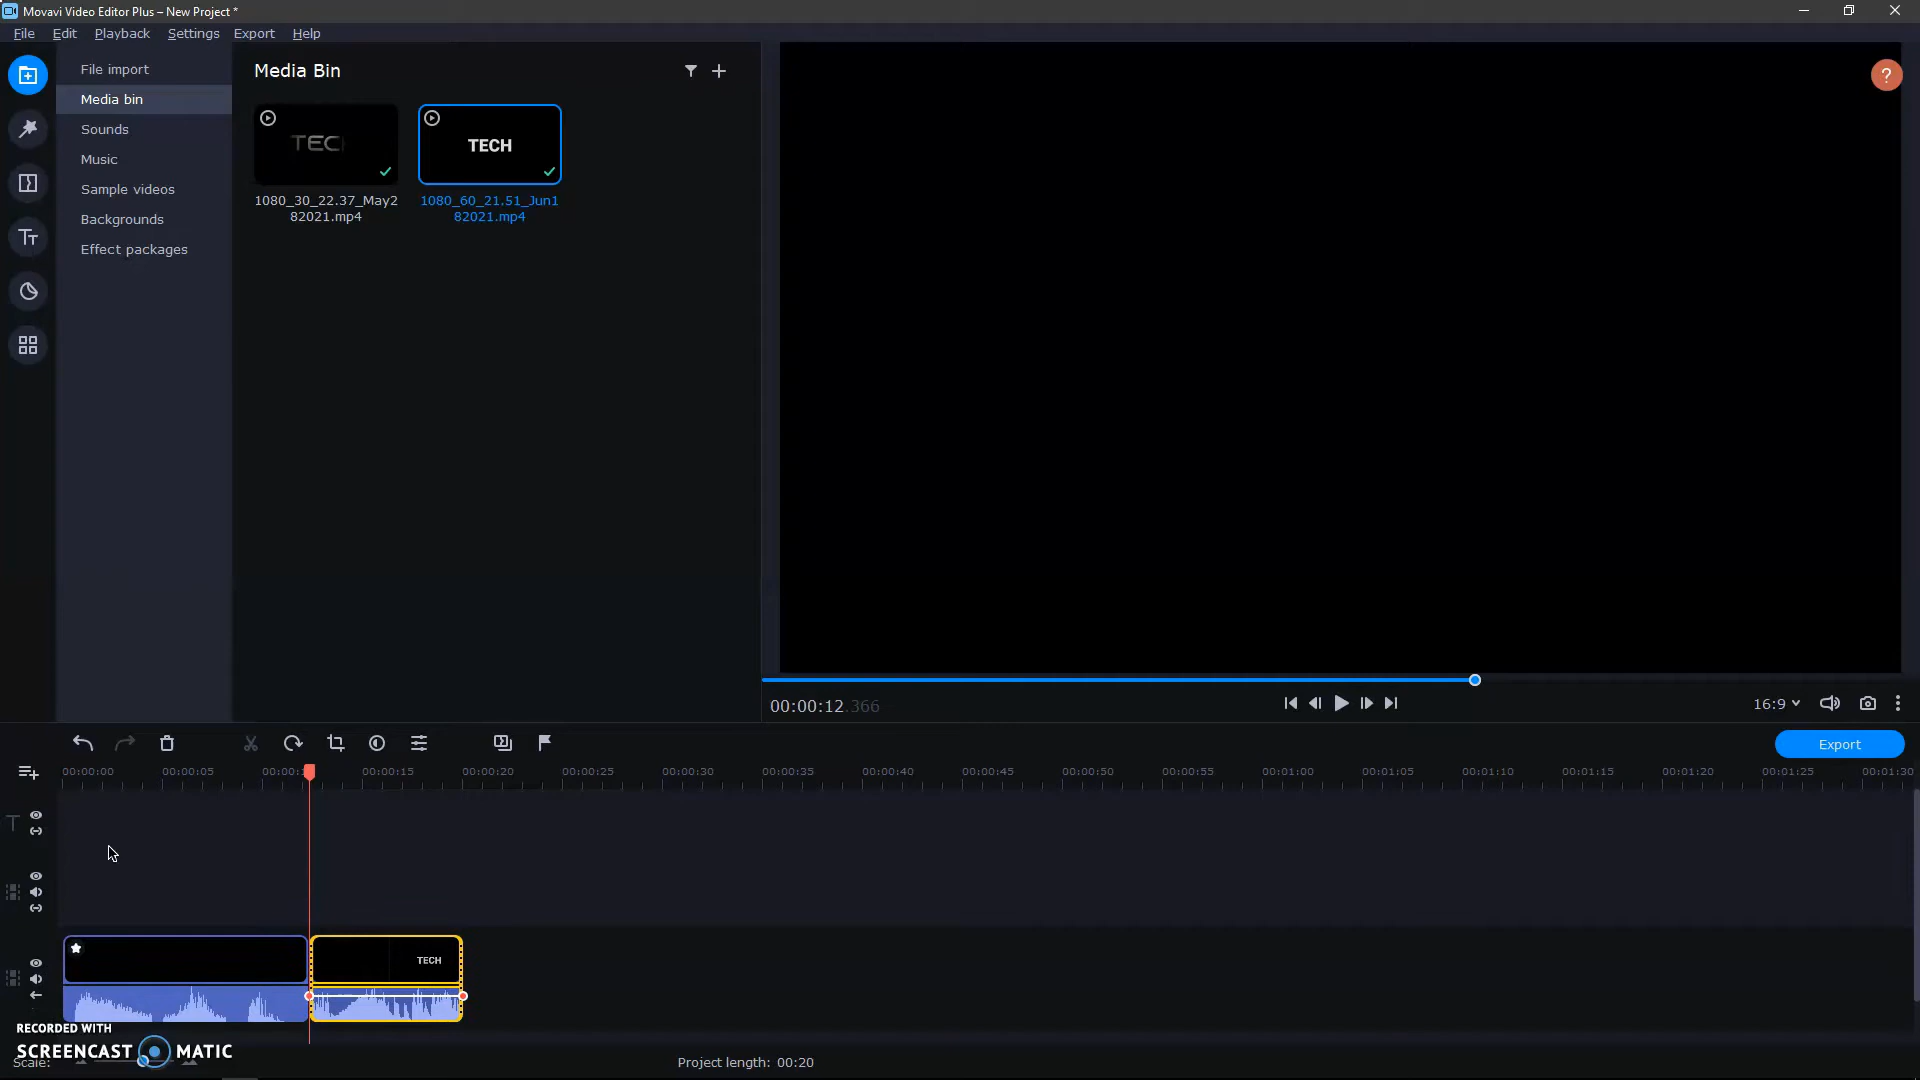 Movavi Video Editor Plus – New Project *
File Edit Playback Settings Export Help
File import
Media bin
Sounds
Music
Sample videos
Backgrounds
Effect packages
Media Bin
TEC
1080_30_22.37_May2
82021.mp4
TECH
1080_60_21.51_Jun1
82021.mp4
?
00:00:12.366
16:9
Export
00:00:00 00:00:05 00:00:1 00:00:15 00:00:20 00:00:25 00:00:30 00:00:35 00:00:40 00:00:45 00:00:50 00:00:55 00:01:00 00:01:05 00:01:10 00:01:15 00:01:20 00:01:25 00:01:30
TECH
RECORDED WITH
SCREENCAST MATIC
Scale:
Project length: 00:20